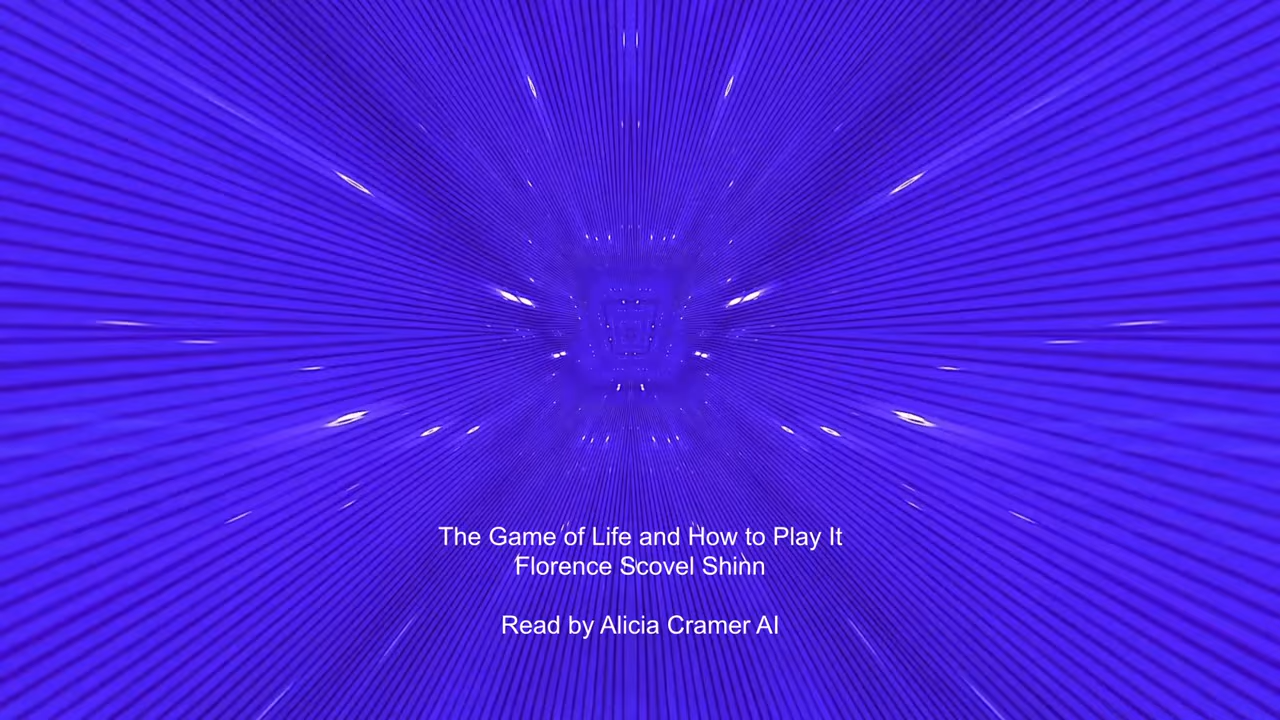 The Game of Life and How to Play It
Florence Scovel Shinn
Read by Alicia Cramer AI